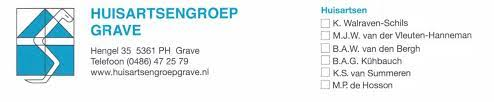 HUISARTSENGROEP
GRAVE
Hengel 35 5361 PH Grave
Telefoon (0486) 47 25 79
www.huisartsengroepgrave.nl
Huisartsen
K. Walraven-Schils
M.J.W. van der Vleuten-Hanneman
B.A.W. van den Bergh
B.A.G. Kühbauch
K.S. van Summeren
M.P. de Hosson